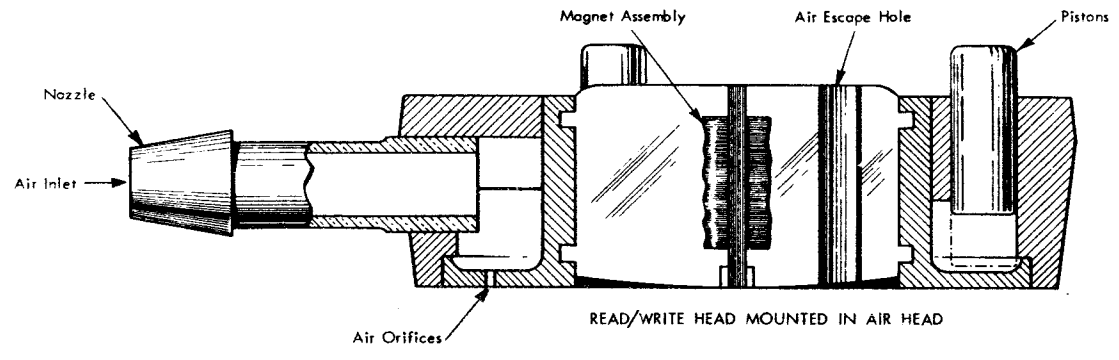 Magnet Assembly
Air Escape Hole
Pistons
Nozzle
Air Inlet
Air Orifices
READ/WRITE HEAD MOUNTED IN AIR HEAD